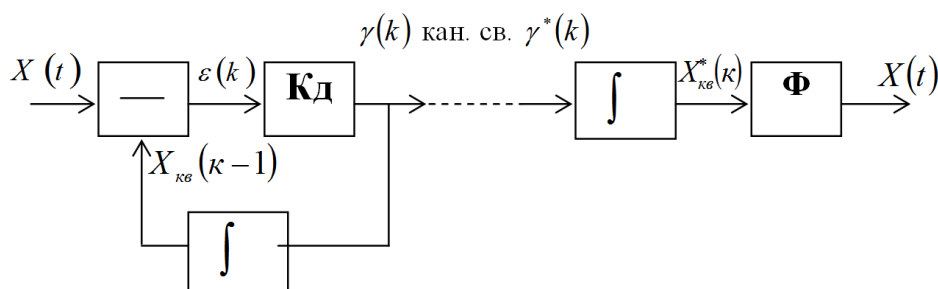 γ(k) кан. св. γ*(k)
X (t)
—
ε(k)
Кд
∫
X*кв(к)
Ф
X(t)
Xкв(к−1)
∫